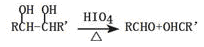 OH OH
RCH—CHR' HIO₄ △ RCHO+OHCR'